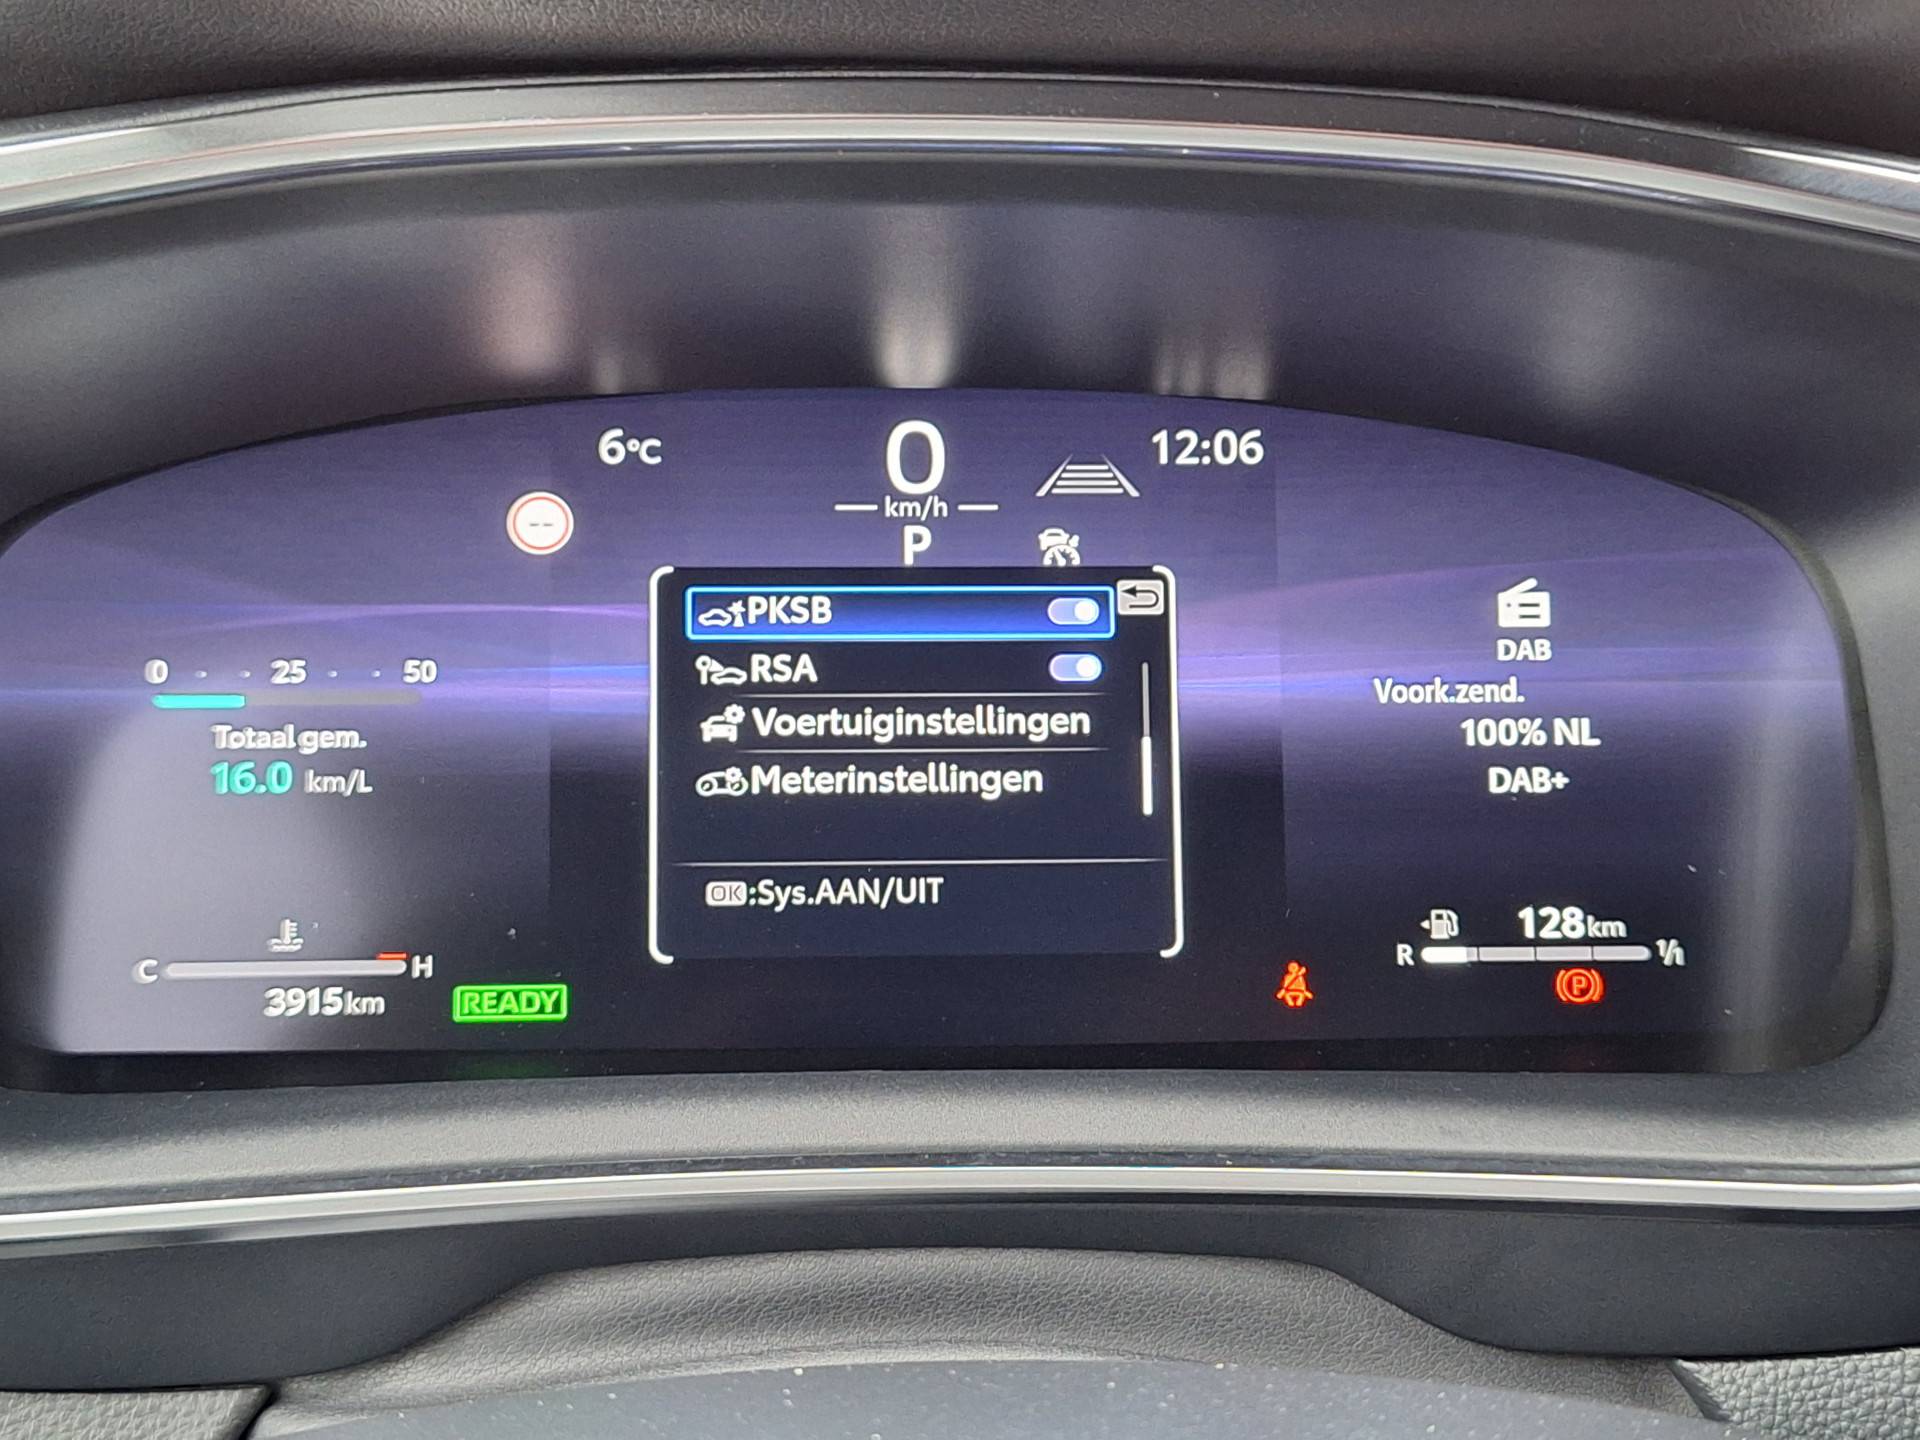 6°C
0
km/h
P
12:06
--
PKSB
RSA
Voertuiginstellingen
Meterinstellingen
OK:Sys.AAN/UIT
0 - - 25 - - 50
Totaal gem.
16.0 km/L
C H
3915km
READY
DAB
Voork.zend.
100% NL
DAB+
128km
R 1/1
P